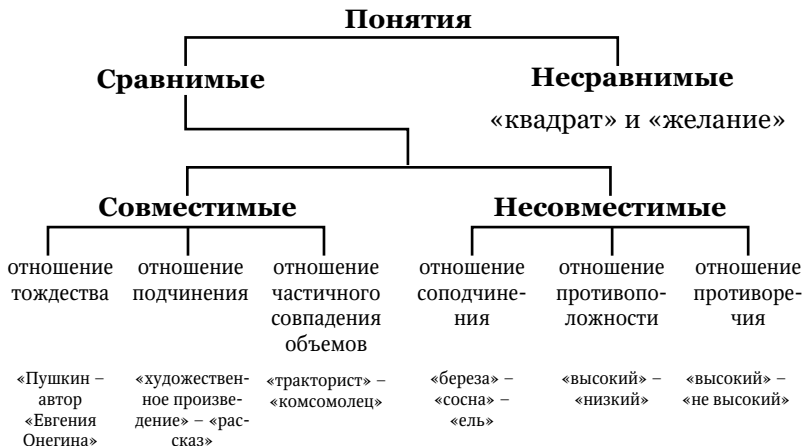 Понятия
Сравнимые
Несравнимые
«квадрат» и «желание»
Совместимые
Несовместимые
отношение
тождества
отношение
подчинения
отношение
частичного
совпадения
объемов
отношение
соподчине-
ния
отношение
противопо-
ложности
отношение
противоре-
чия
«Пушкин –
автор
«Евгения
Онегина»
«художествен-
ное произве-
дение» – «рас-
сказ»
«тракторист» –
«комсомолец»
«береза» –
«сосна» –
«ель»
«высокий» –
«низкий»
«высокий» –
«не высокий»